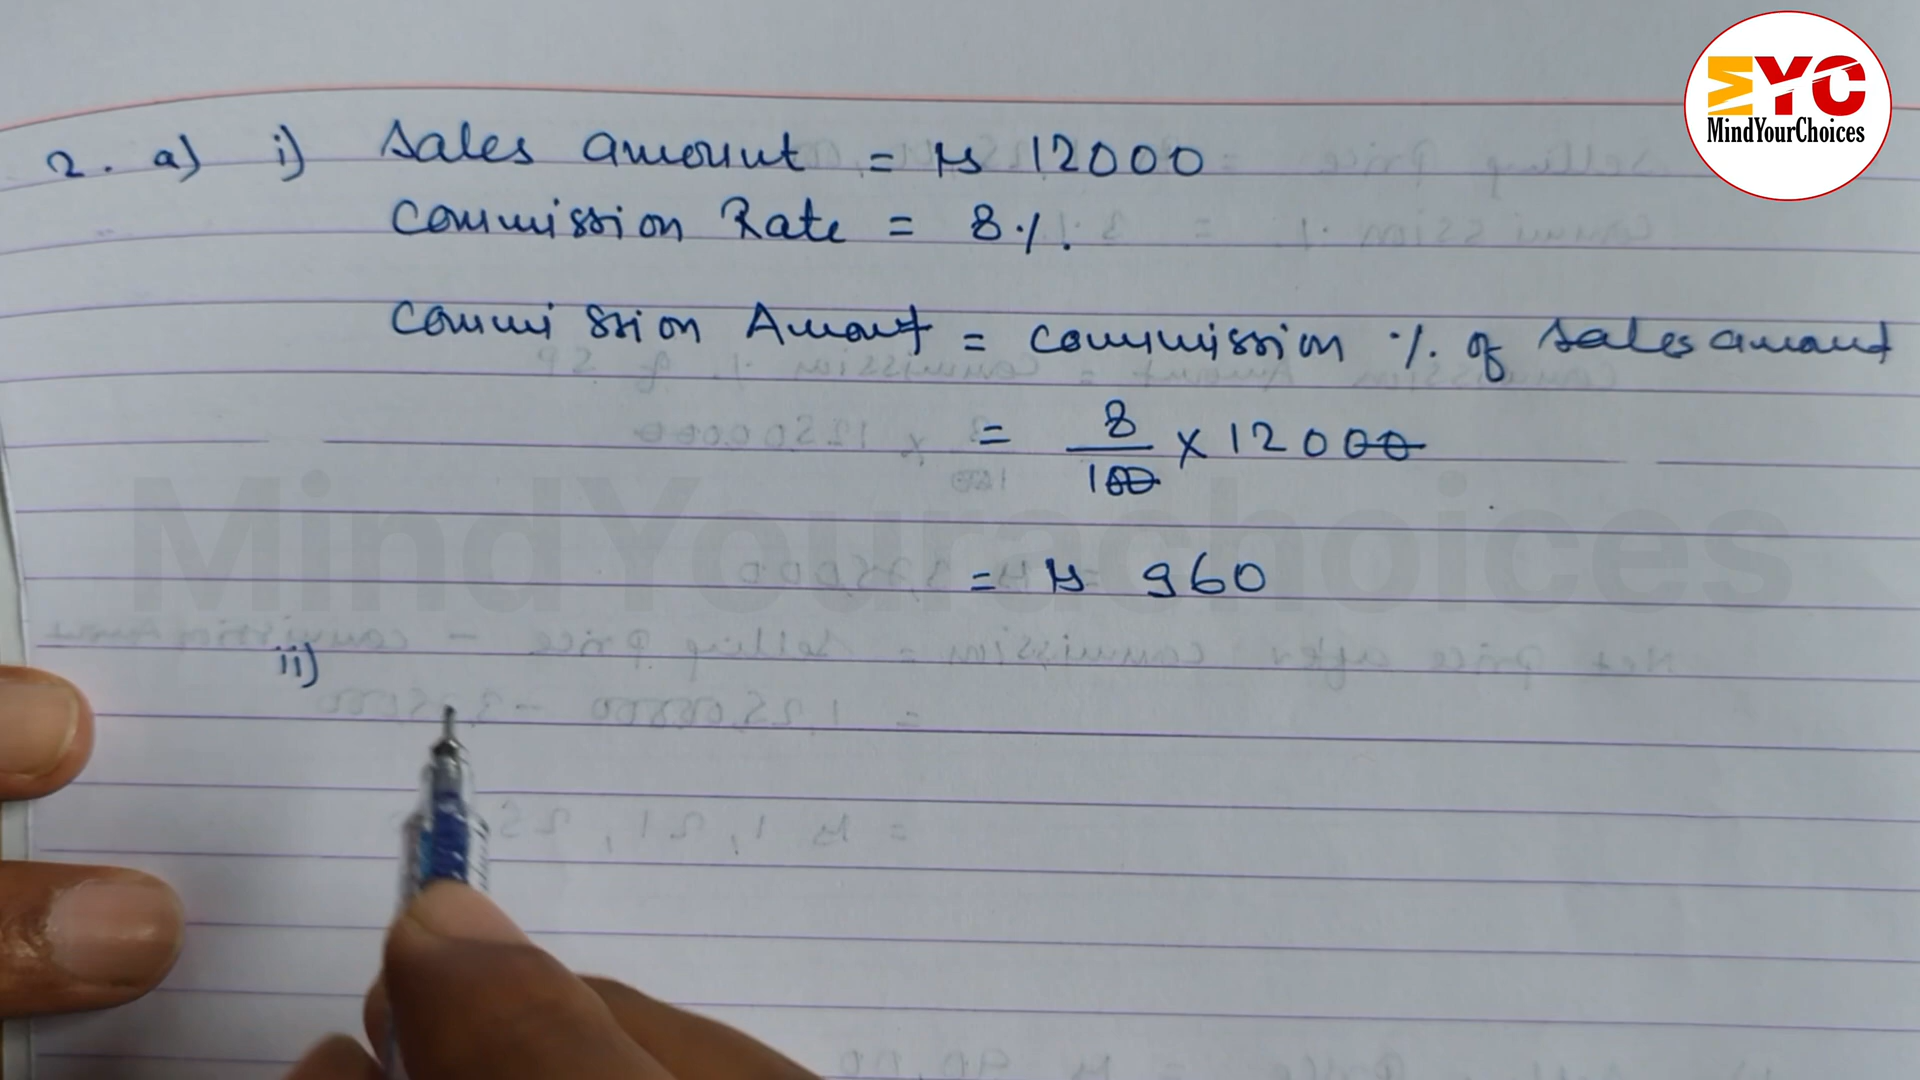 MYC
MindYourChoices
2. a) i) Sales amount = Rs 12000
Commission Rate = 8%.
Commission Amount = commission % of sales amount
= 8/100 x 12000
= Rs 960
ii)
MindYourachoices